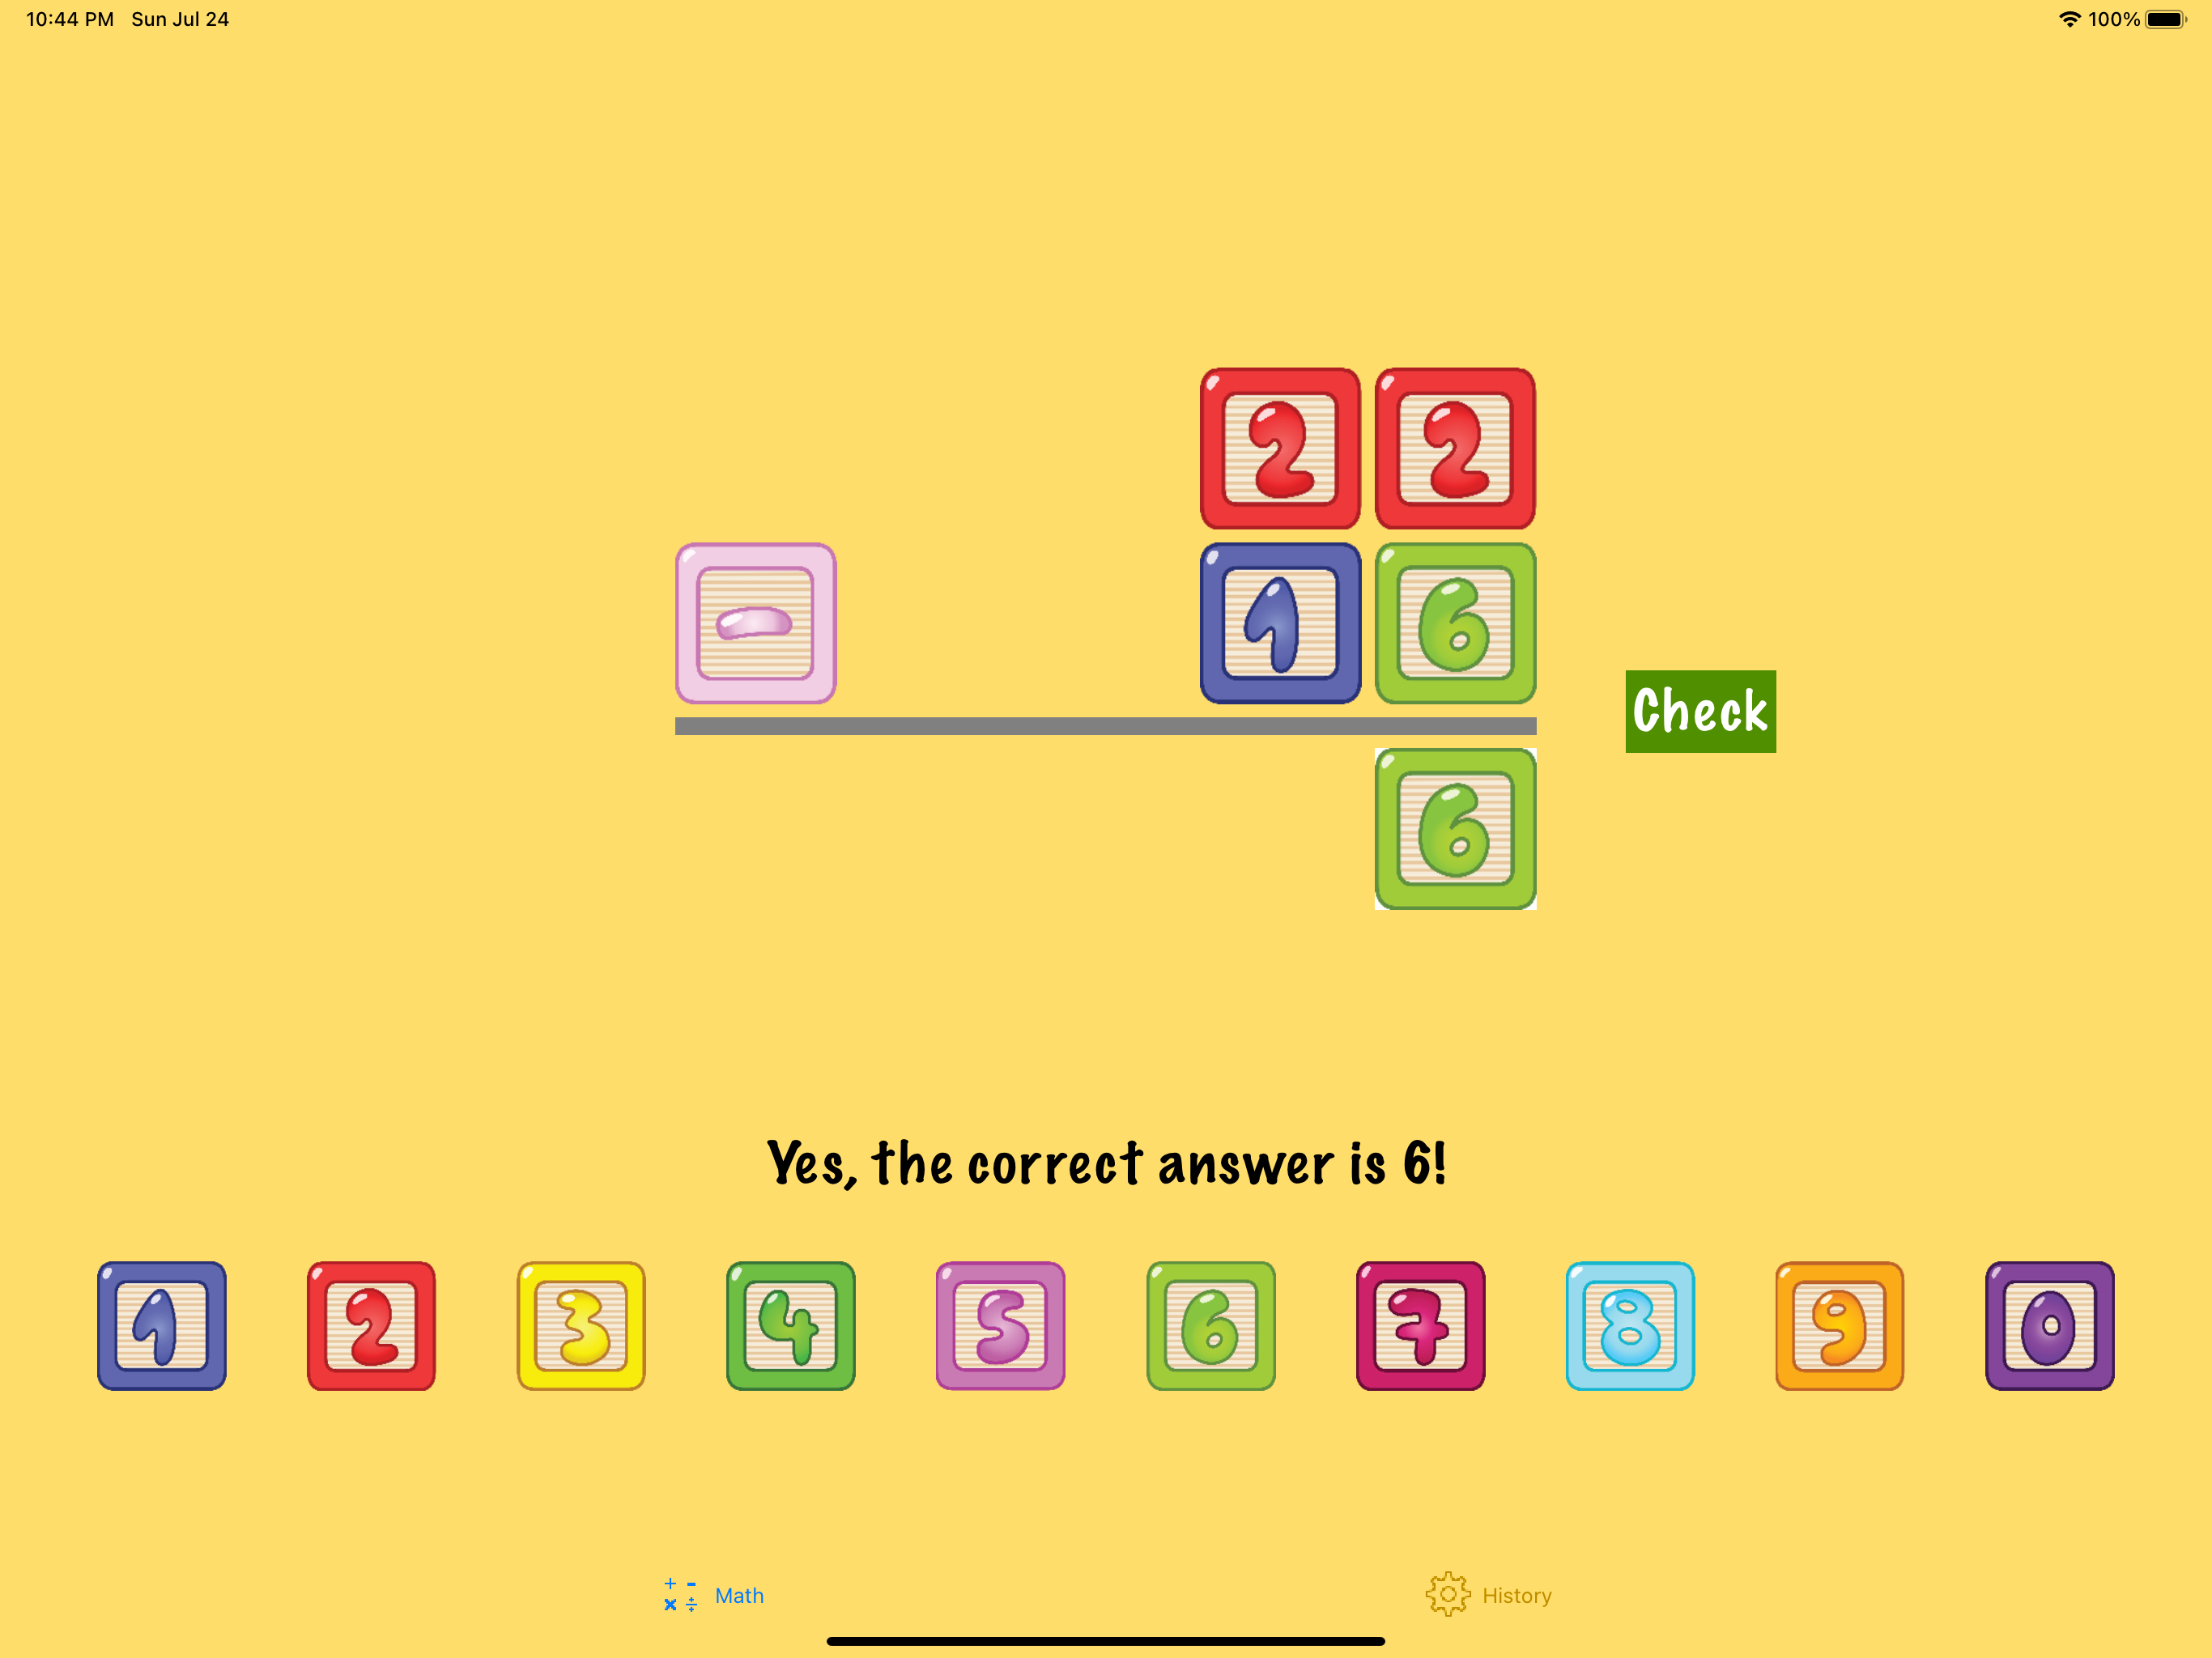 10:44 PM Sun Jul 24
100%
2 2
- 1 6
Check
6
Yes, the correct answer is 6!
1 2 3 4 5 6 7 8 9 0
+ -
× ÷
Math
History